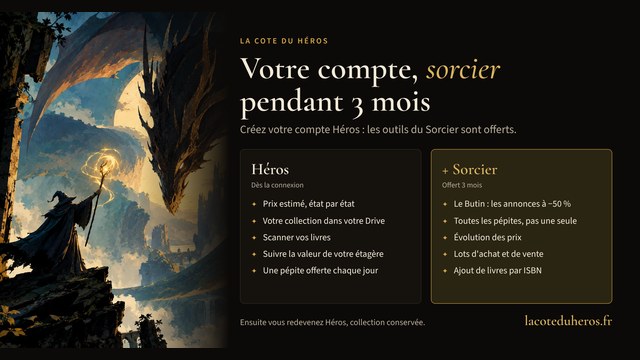 LA COTE DU HÉROS
Votre compte, sorcier
pendant 3 mois
Créez votre compte Héros : les outils du Sorcier sont offerts.
Héros
Dès la connexion
✦ Prix estimé, état par état
✦ Votre collection dans votre Drive
✦ Scanner vos livres
✦ Suivre la valeur de votre étagère
✦ Une pépite offerte chaque jour
+ Sorcier
Offert 3 mois
✦ Le Butin : les annonces à −50 %
✦ Toutes les pépites, pas une seule
✦ Évolution des prix
✦ Lots d'achat et de vente
✦ Ajout de livres par ISBN
Ensuite vous redevenez Héros, collection conservée.
lacoteduheros.fr